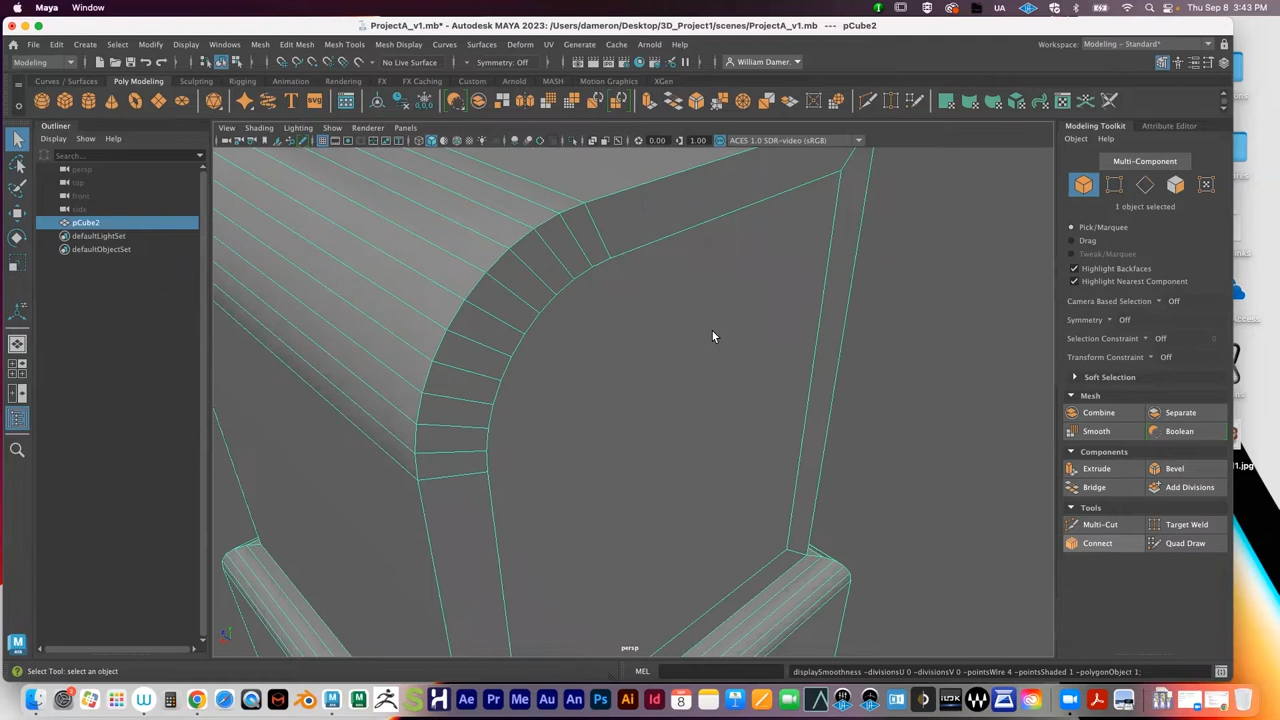 Maya Window
UA
Thu Sep 8 3:43 PM
ProjectA_v1.mb* - Autodesk MAYA 2023: /Users/dameron/Desktop/3D_Project1/scenes/ProjectA_v1.mb --- pCube2
File Edit Create Select Modify Display Windows Mesh Edit Mesh Mesh Tools Mesh Display Curves Surfaces Deform UV Generate Cache Arnold Help
Workspace: Modeling - Standard*
Modeling
No Live Surface
Symmetry: Off
William Damer..
Curves / Surfaces Poly Modeling Sculpting Rigging Animation Rendering FX FX Caching Custom Arnold MASH Motion Graphics XGen
Outliner
Display Show Help
Search...
persp
top
front
side
pCube2
defaultLightSet
defaultObjectSet
View Shading Lighting Show Renderer Panels
0.00 1.00 ACES 1.0 SDR-video (sRGB)
persp
Modeling Toolkit Attribute Editor
Object Help
Multi-Component
1 object selected
Pick/Marquee
Drag
Tweak/Marquee
Highlight Backfaces
Highlight Nearest Component
Camera Based Selection Off
Symmetry Off
Selection Constraint Off 0
Transform Constraint Off
Soft Selection
Mesh
Combine Separate
Smooth Boolean
Components
Extrude Bevel
Bridge Add Divisions
Tools
Multi-Cut Target Weld
Connect Quad Draw
Select Tool: select an object
MEL
displaySmoothness -divisionsU 0 -divisionsV 0 -pointsWire 4 -pointsShaded 1 -polygonObject 1;